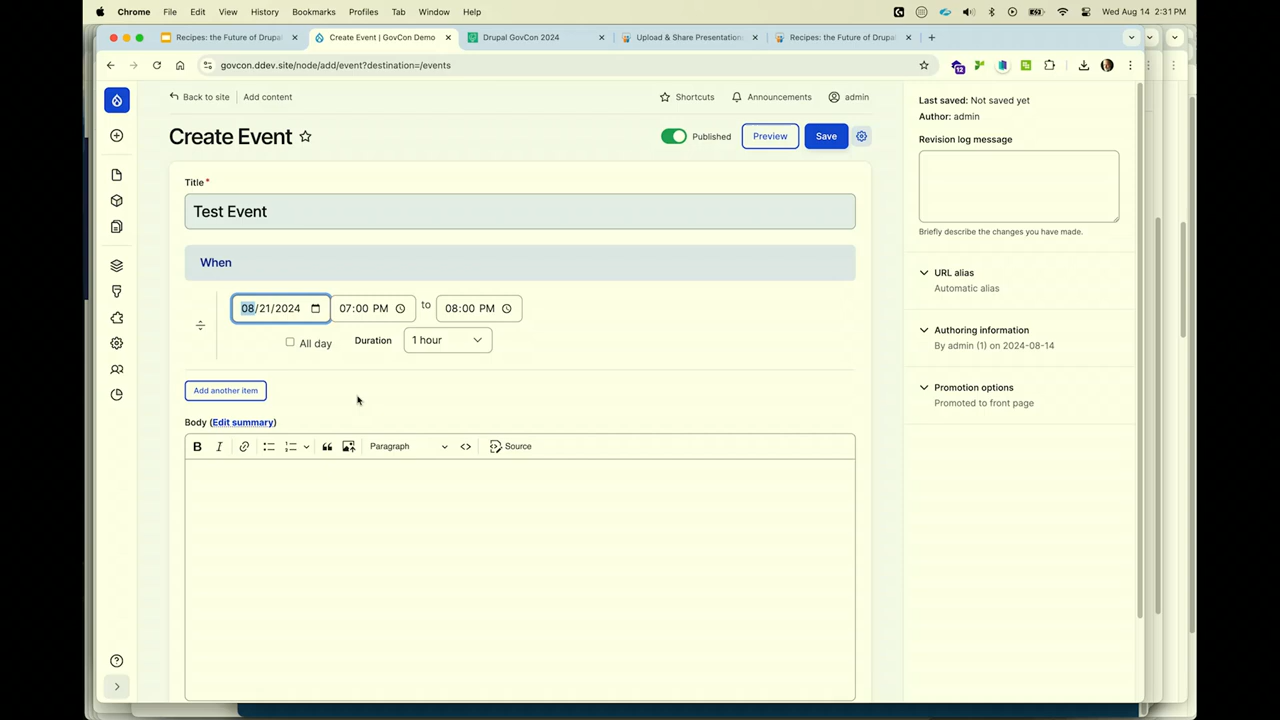 Chrome File Edit View History Bookmarks Profiles Tab Window Help Wed Aug 14 2:31 PM
Recipes: the Future of Drupal Create Event | GovCon Demo Drupal GovCon 2024 Upload & Share Presentations Recipes: the Future of Drupal
govcon.ddev.site/node/add/event?destination=/events 12
Back to site Add content Shortcuts Announcements admin
Create Event Published Preview Save
Title*
Test Event
When
08/21/2024 07:00 PM to 08:00 PM
All day Duration 1 hour
Add another item
Body (Edit summary)
B I Paragraph <> Source
Last saved: Not saved yet
Author: admin
Revision log message
Briefly describe the changes you have made.
URL alias
Automatic alias
Authoring information
By admin (1) on 2024-08-14
Promotion options
Promoted to front page